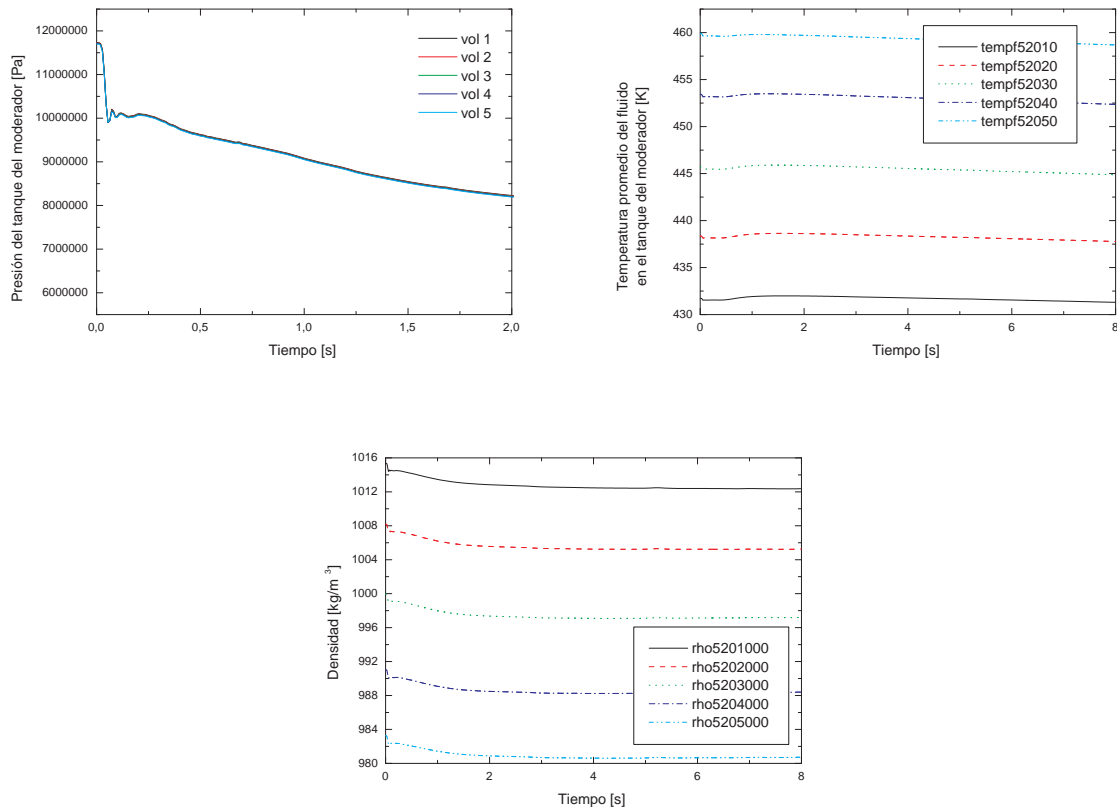 12000000
11000000
10000000
9000000
8000000
7000000
6000000
0,0
0,5
1,0
1,5
2,0
Presión del tanque del moderador [Pa]
Tiempo [s]
vol 1
vol 2
vol 3
vol 4
vol 5
460
455
450
445
440
435
430
0
2
4
6
8
Temperatura promedio del fluido
en el tanque del moderador [K]
Tiempo [s]
tempf52010
tempf52020
tempf52030
tempf52040
tempf52050
1016
1012
1008
1004
1000
996
992
988
984
980
0
2
4
6
8
Densidad [kg/m ³]
Tiempo [s]
rho5201000
rho5202000
rho5203000
rho5204000
rho5205000